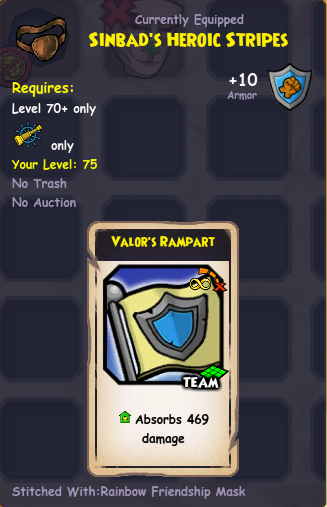 Currently Equipped
Sinbad's Heroic Stripes
+10
Armor
Requires:
Level 70+ only
only
Your Level: 75
No Trash
No Auction
Valor's Rampart
TEAM
Absorbs 469
damage
Stitched With:Rainbow Friendship Mask